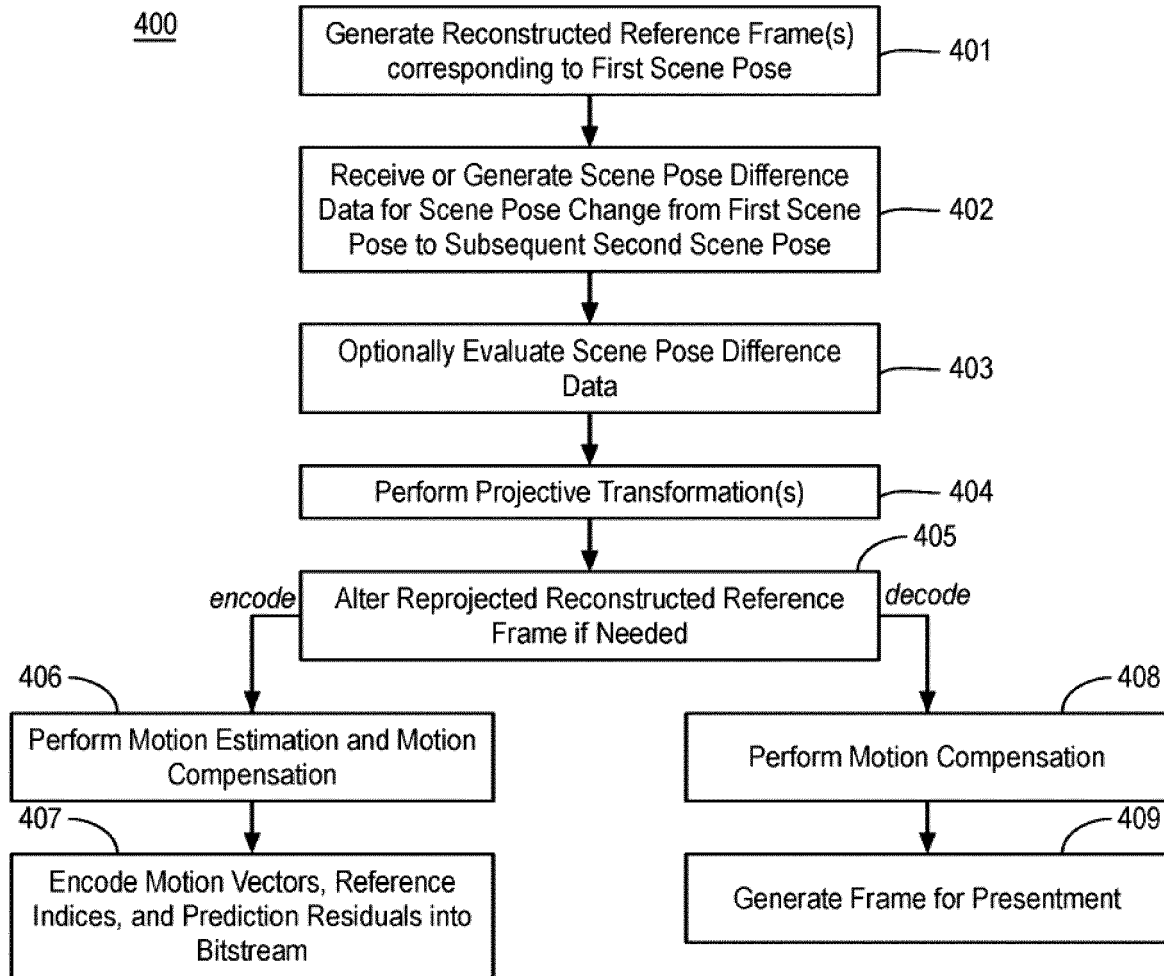 400
Generate Reconstructed Reference Frame(s)
corresponding to First Scene Pose
401
Receive or Generate Scene Pose Difference
Data for Scene Pose Change from First Scene
Pose to Subsequent Second Scene Pose
402
Optionally Evaluate Scene Pose Difference
Data
403
Perform Projective Transformation(s)
404
405
encode
Alter Reprojected Reconstructed Reference
Frame if Needed
decode
406
Perform Motion Estimation and Motion
Compensation
408
Perform Motion Compensation
407
Encode Motion Vectors, Reference
Indices, and Prediction Residuals into
Bitstream
409
Generate Frame for Presentment